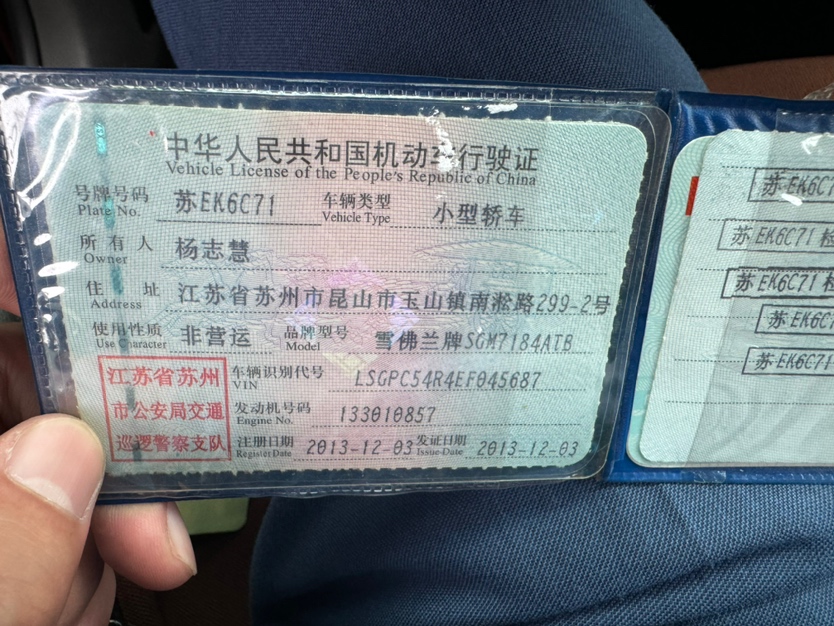 中华人民共和国机动车行驶证
Vehicle License of the People's Republic of China
号牌号码 苏EK6C71 车辆类型 小型轿车
Plate No. Vehicle Type
所有人 杨志慧
Owner
住址 江苏省苏州市昆山市玉山镇南淞路299-2号
Address
使用性质 非营运 品牌型号 雪佛兰牌SGM7184ATB
Use Character Model
江苏省苏州
市公安局交通
巡逻警察支队
车辆识别代号 LSGPC54R4EF045687
VIN
发动机号码 133010857
Engine No.
注册日期 2013-12-03 发证日期 2013-12-03
Register Date Issue Date
苏EK6C7
苏EK6C71 检
苏EK6C71 检
苏EK6C
苏EK6C71